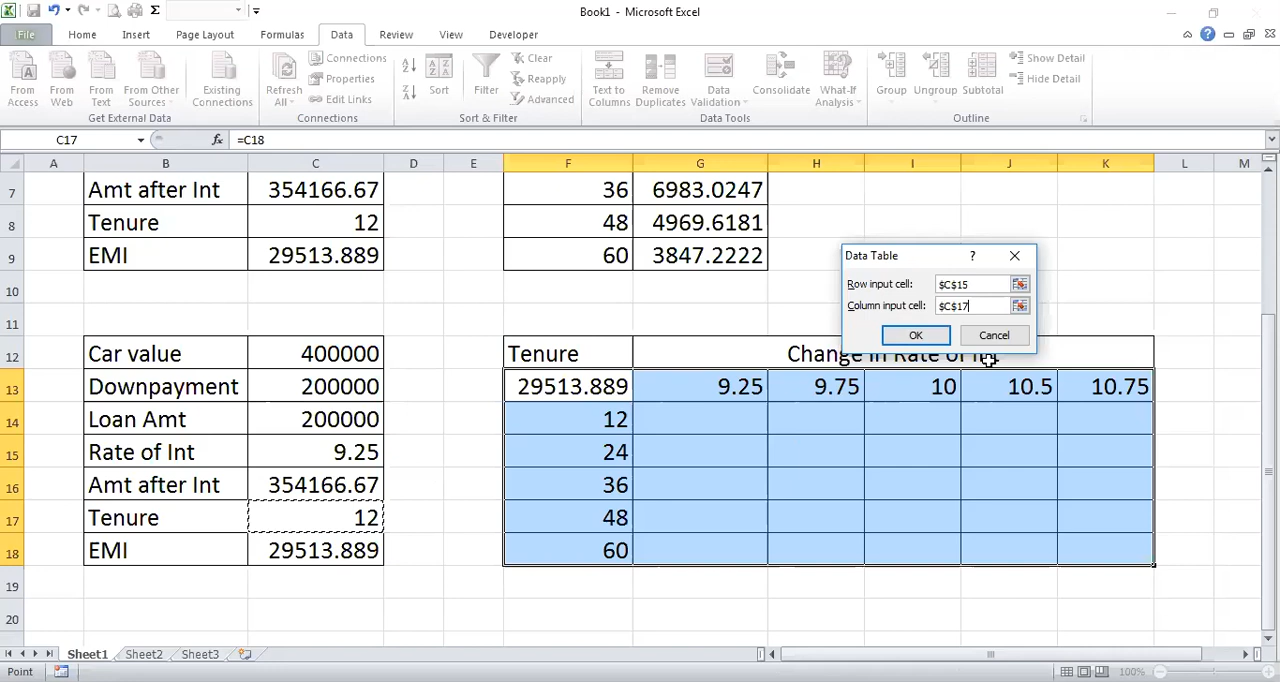 Book1 - Microsoft Excel
File Home Insert Page Layout Formulas Data Review View Developer
From Access
From Web
From Text
From Other Sources
Existing Connections
Get External Data
Refresh All
Connections
Properties
Edit Links
Connections
Sort
Filter
Clear
Reapply
Advanced
Sort & Filter
Text to Columns
Remove Duplicates
Data Validation
Consolidate
What-If Analysis
Data Tools
Group
Ungroup
Subtotal
Show Detail
Hide Detail
Outline
C17 fx =C18
A B C D E F G H I J K L M
7 Amt after Int 354166.67 36 6983.0247
8 Tenure 12 48 4969.6181
9 EMI 29513.889 60 3847.2222
10
11
12 Car value 400000 Tenure Change in Rate of Int
13 Downpayment 200000 29513.889 9.25 9.75 10 10.5 10.75
14 Loan Amt 200000 12
15 Rate of Int 9.25 24
16 Amt after Int 354166.67 36
17 Tenure 12 48
18 EMI 29513.889 60
19
20
Data Table ?
Row input cell: $C$15
Column input cell: $C$17
OK Cancel
Sheet1 Sheet2 Sheet3
Point 100%